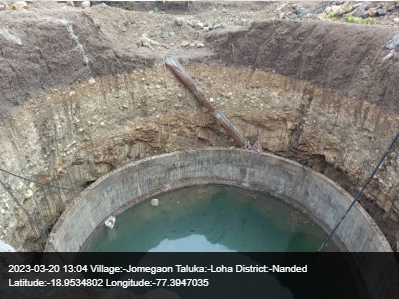 2023-03-20 13:04 Village:-Jomegaon Taluka:-Loha District:-Nanded
Latitude:-18.9534802 Longitude:-77.3947035